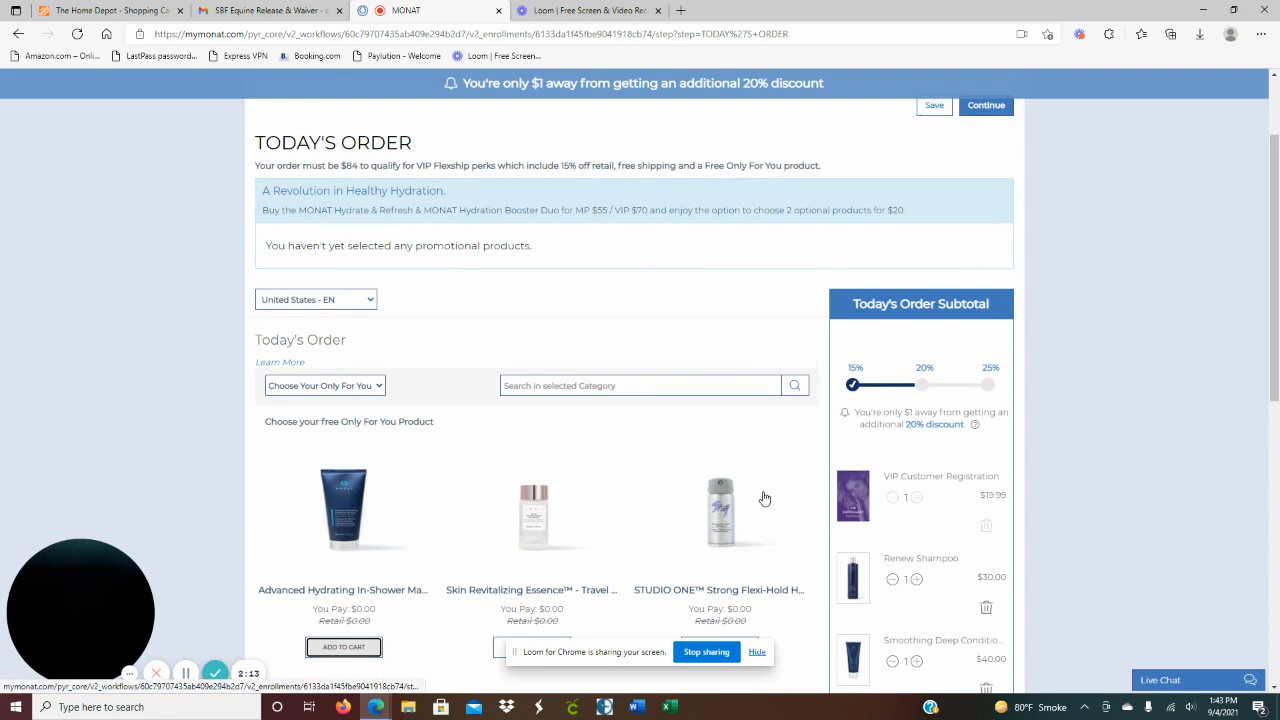 The Home Depot - Shopping Ca
SBF Equine Release - c
MONAT
Loom | Free Screen & Video Rec
https://mymonat.com/pyr_core/v2_workflows/60c79707435ab409e294b2d7/v2_enrollments/6133da1f45fbe9041918cb74/step?step=TODAY%27S+ORDER
Amazon.com – Onli...
LastPass password...
Express VPN
Booking.com
Paylution - Welcome
Loom | Free Screen...
You're only $1 away from getting an additional 20% discount
Save
Continue
TODAY'S ORDER
Your order must be $84 to qualify for VIP Flexship perks which include 15% off retail, free shipping and a Free Only For You product.
A Revolution in Healthy Hydration.
Buy the MONAT Hydrate & Refresh & MONAT Hydration Booster Duo for MP $55 / VIP $70 and enjoy the option to choose 2 optional products for $20.
You haven't yet selected any promotional products.
United States - EN
Today's Order
Learn More
Choose Your Only For You
Search in selected Category
Choose your free Only For You Product
Advanced Hydrating In-Shower Ma...
You Pay: $0.00
Retail $0.00
ADD TO CART
Skin Revitalizing Essence™ - Travel ...
You Pay: $0.00
Retail $0.00
STUDIO ONE™ Strong Flexi-Hold H...
You Pay: $0.00
Retail $0.00
Today's Order Subtotal
15%
20%
25%
You're only $1 away from getting an
additional 20% discount
VIP Customer Registration
1
$19.99
Renew Shampoo
1
$30.00
Smoothing Deep Conditio...
1
$40.00
Loom for Chrome is sharing your screen.
Stop sharing
Hide
2:13
Live Chat
mymonat.com/pyr_core/v2_workflows/60c79707435ab409e294b2d7/v2_enrollments/6133da1f45fbe9041918cb74/st...
Type here to search
80°F Smoke
1:43 PM
9/4/2021